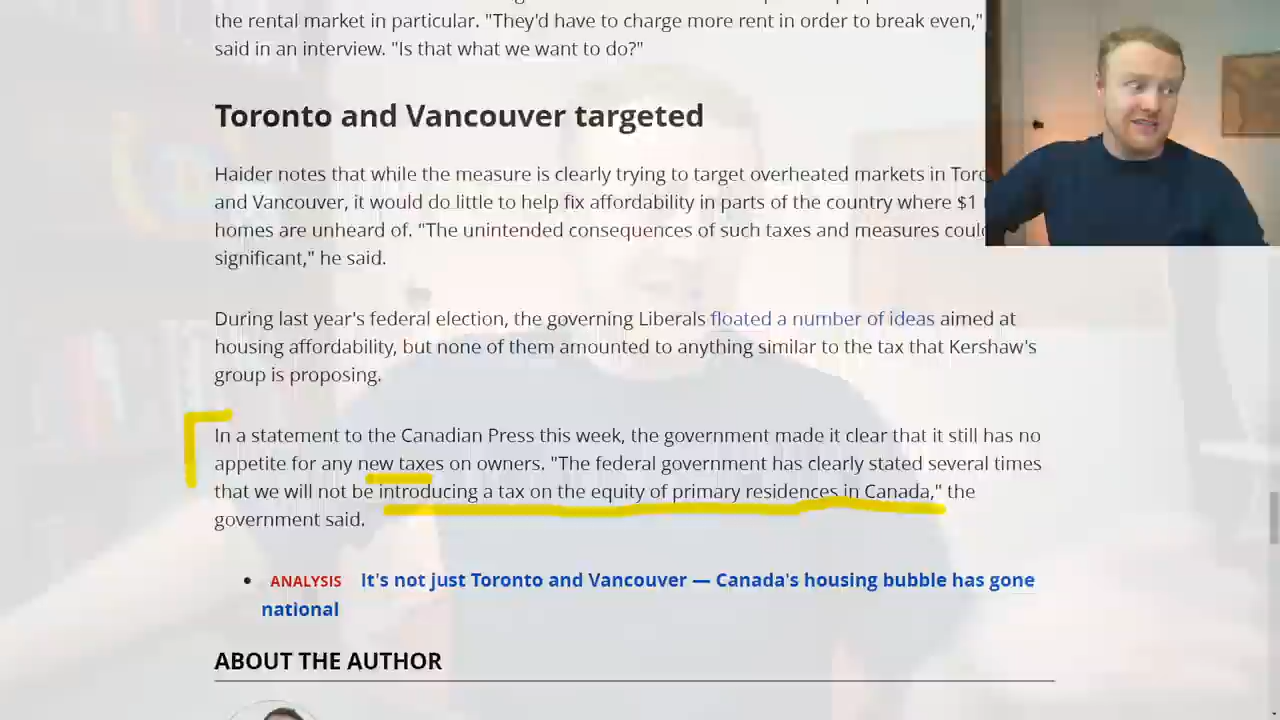 the rental market in particular. "They'd have to charge more rent in order to break even,"
said in an interview. "Is that what we want to do?"
Toronto and Vancouver targeted
Haider notes that while the measure is clearly trying to target overheated markets in
and Vancouver, it would do little to help fix affordability in parts of the country where $1
homes are unheard of. "The unintended consequences of such taxes and measures
significant," he said.
During last year's federal election, the governing Liberals floated a number of ideas aimed at
housing affordability, but none of them amounted to anything similar to the tax that Kershaw's
group is proposing.
In a statement to the Canadian Press this week, the government made it clear that it still has no
appetite for any new taxes on owners. "The federal government has clearly stated several times
that we will not be introducing a tax on the equity of primary residences in Canada," the
government said.
• ANALYSIS It's not just Toronto and Vancouver — Canada's housing bubble has gone
national
ABOUT THE AUTHOR